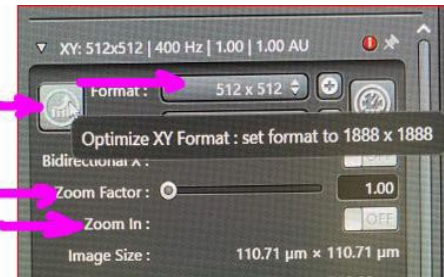 XY: 512x512 | 400 Hz | 1.00 | 1.00 AU
Format : 512 x 512
Optimize XY Format : set format to 1888 x 1888
Bidirectional X : OFF
Zoom Factor : 1.00
Zoom In : OFF
Image Size : 110.71 µm × 110.71 µm